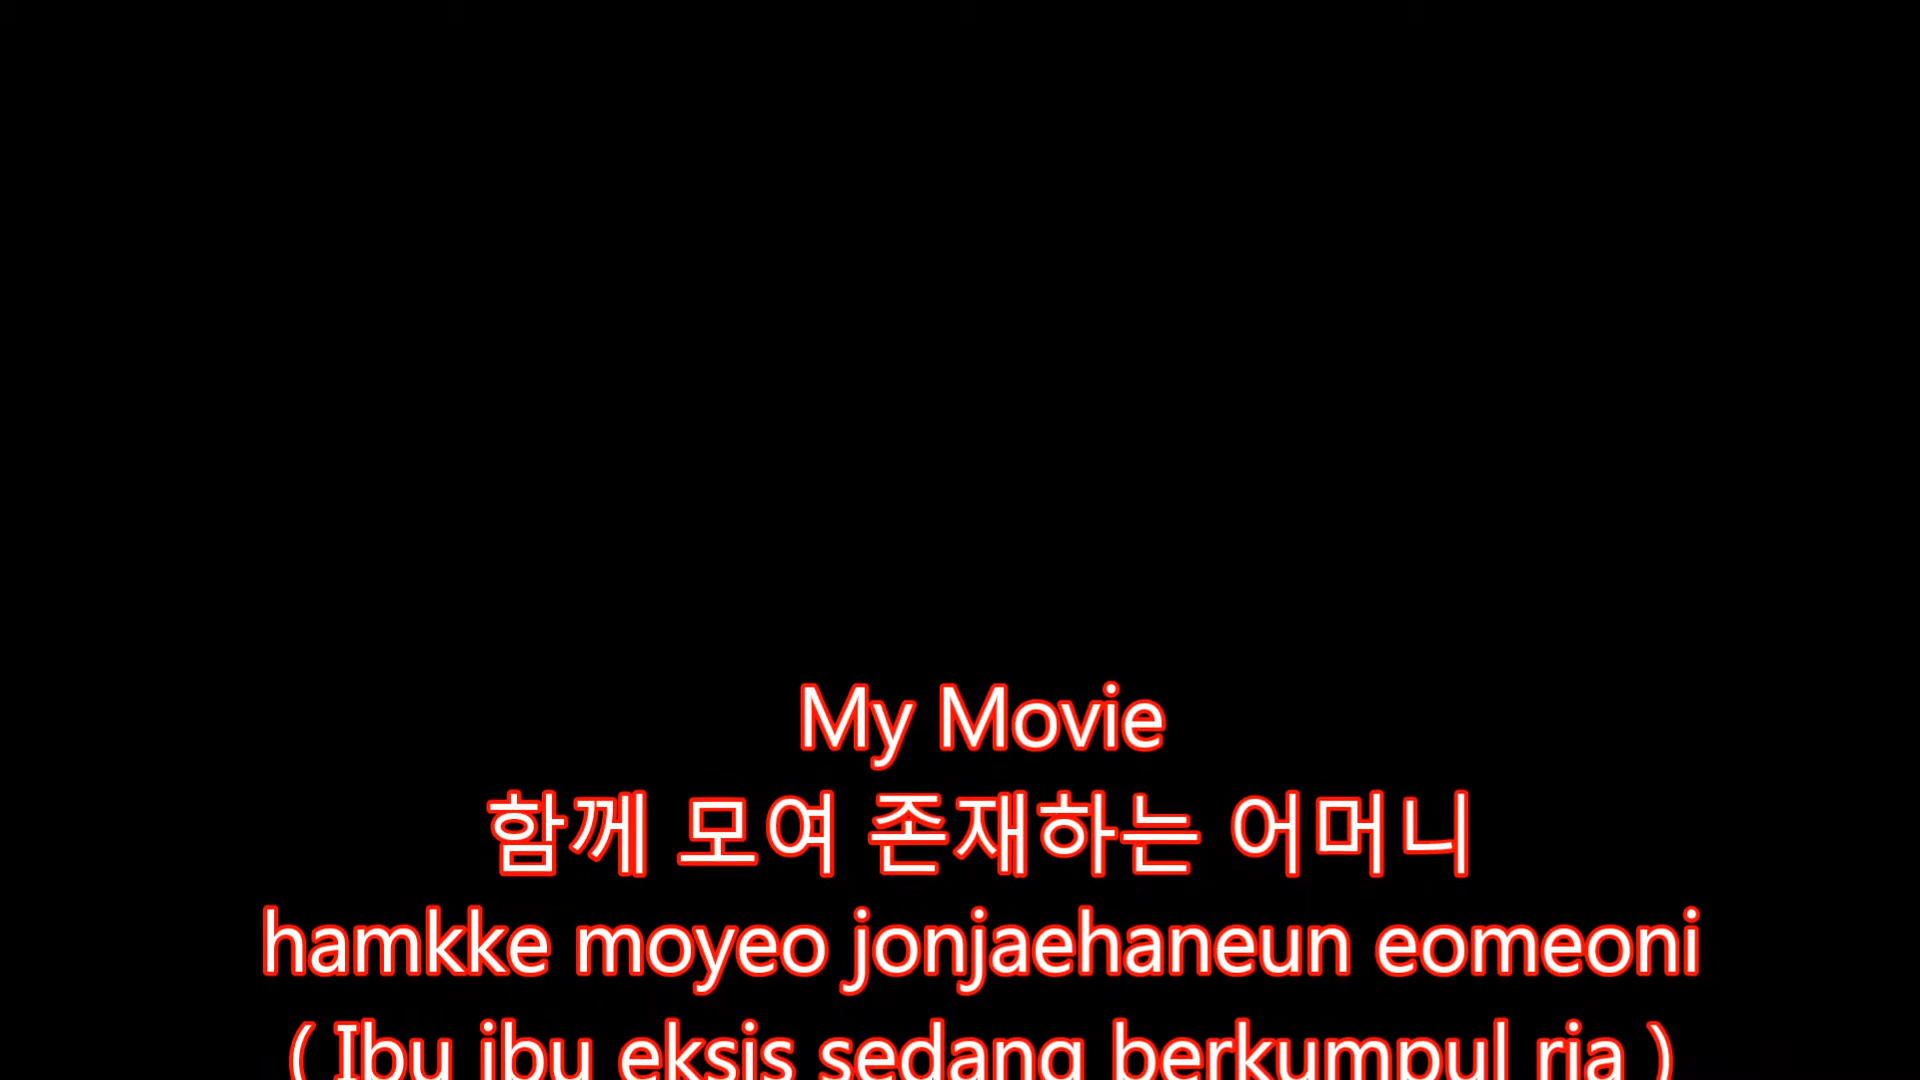 My Movie
함께 모여 존재하는 어머니
hamkke moyeo jonjaehaneun eomeoni
( Ibu ibu eksis sedang berkumpul ria )